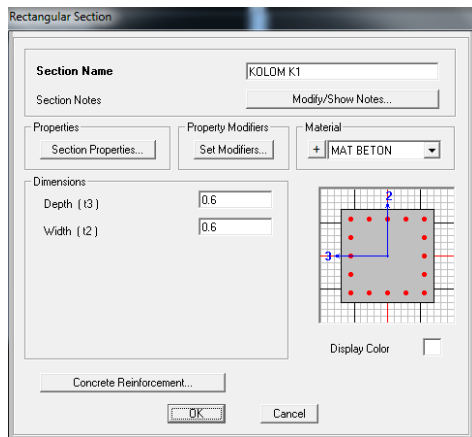 Rectangular Section
Section Name KOLOM K1
Section Notes Modify/Show Notes...
Properties Property Modifiers Material
Section Properties... Set Modifiers... + MAT BETON
Dimensions
Depth ( t3 ) 0.6
Width ( t2 ) 0.6
2
3
Display Color
Concrete Reinforcement...
OK Cancel